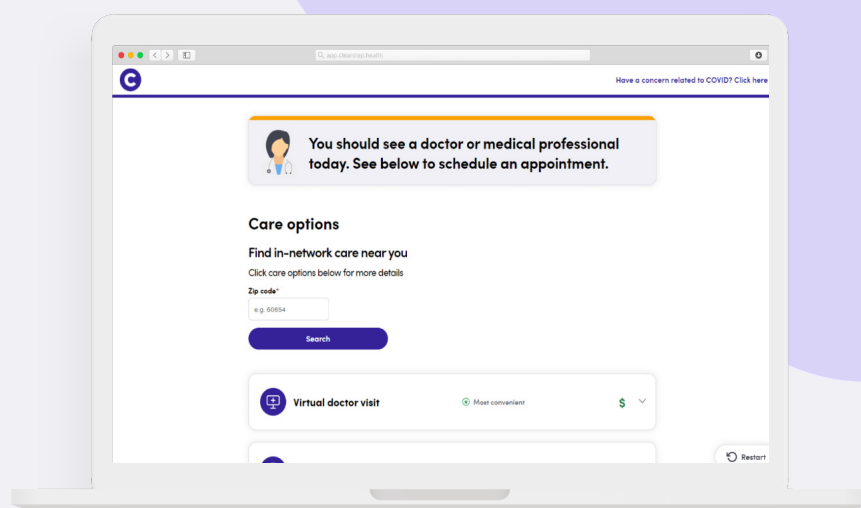 app.clearstep.health
C
Have a concern related to COVID? Click here
You should see a doctor or medical professional
today. See below to schedule an appointment.
Care options
Find in-network care near you
Click care options below for more details
Zip code*
e.g. 60654
Search
Virtual doctor visit
Most convenient
$
Restart